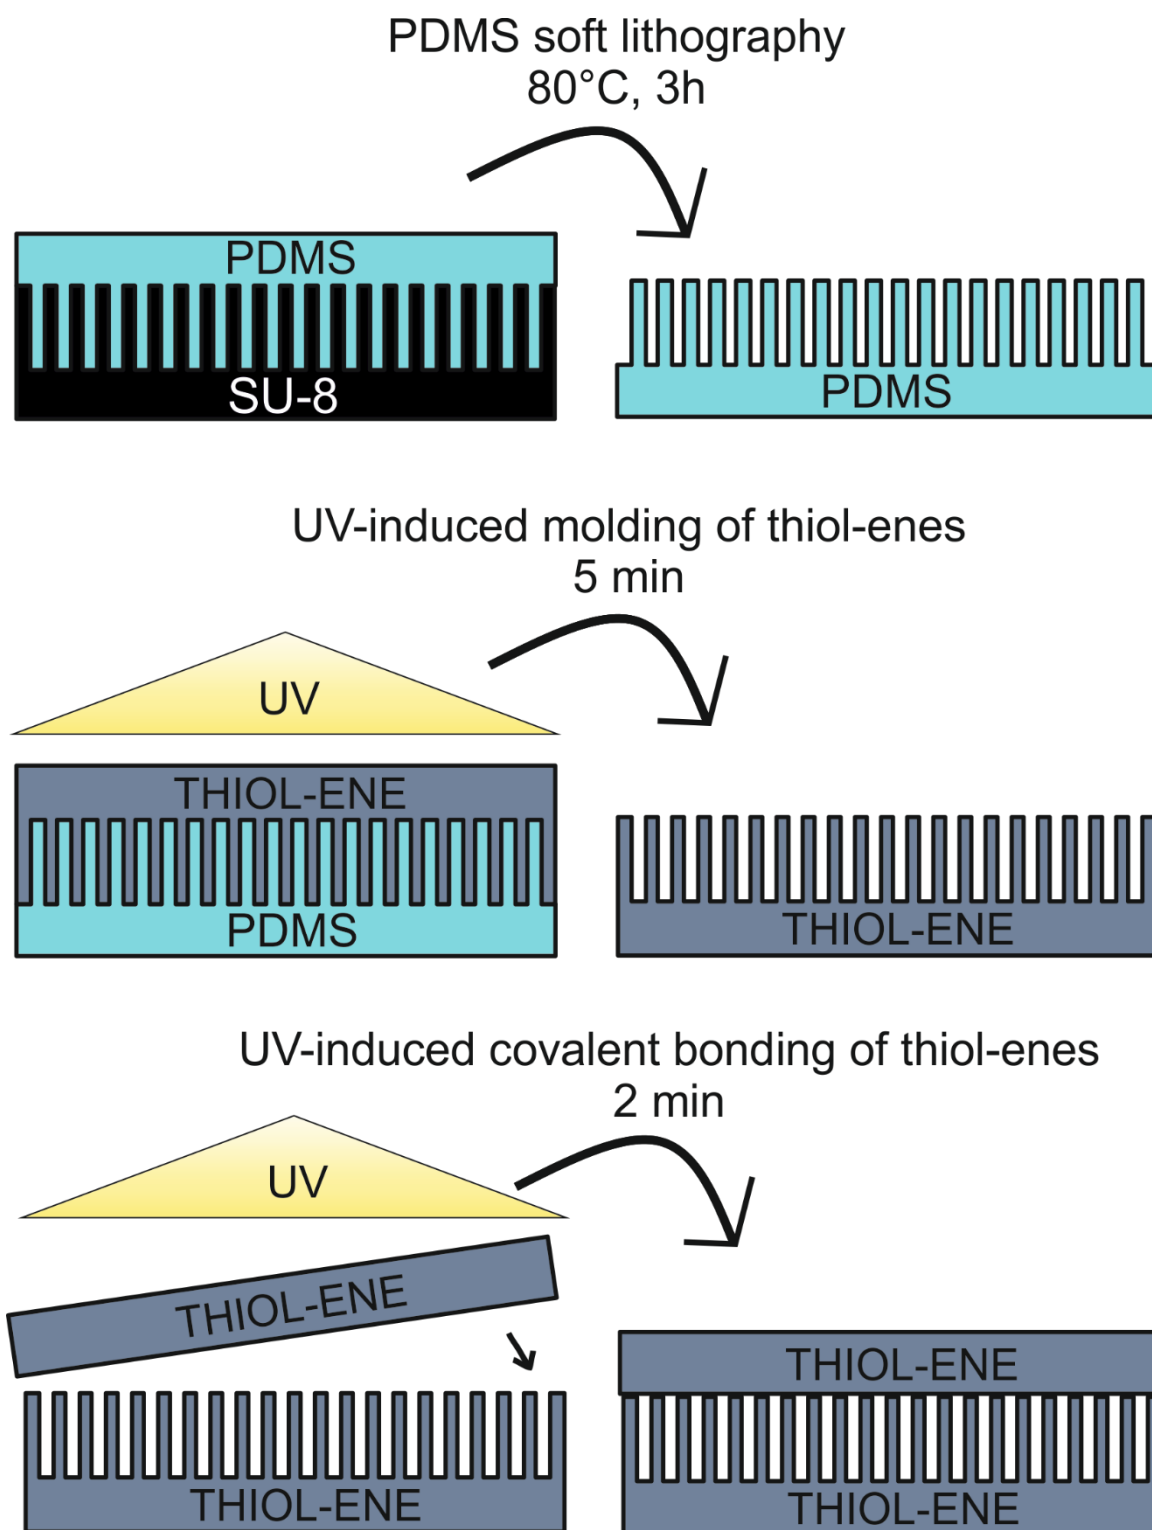 PDMS soft lithography
80°C, 3h
PDMS
SU-8
PDMS
UV-induced molding of thiol-enes
5 min
UV
THIOL-ENE
PDMS
THIOL-ENE
UV-induced covalent bonding of thiol-enes
2 min
UV
THIOL-ENE
THIOL-ENE
THIOL-ENE
THIOL-ENE